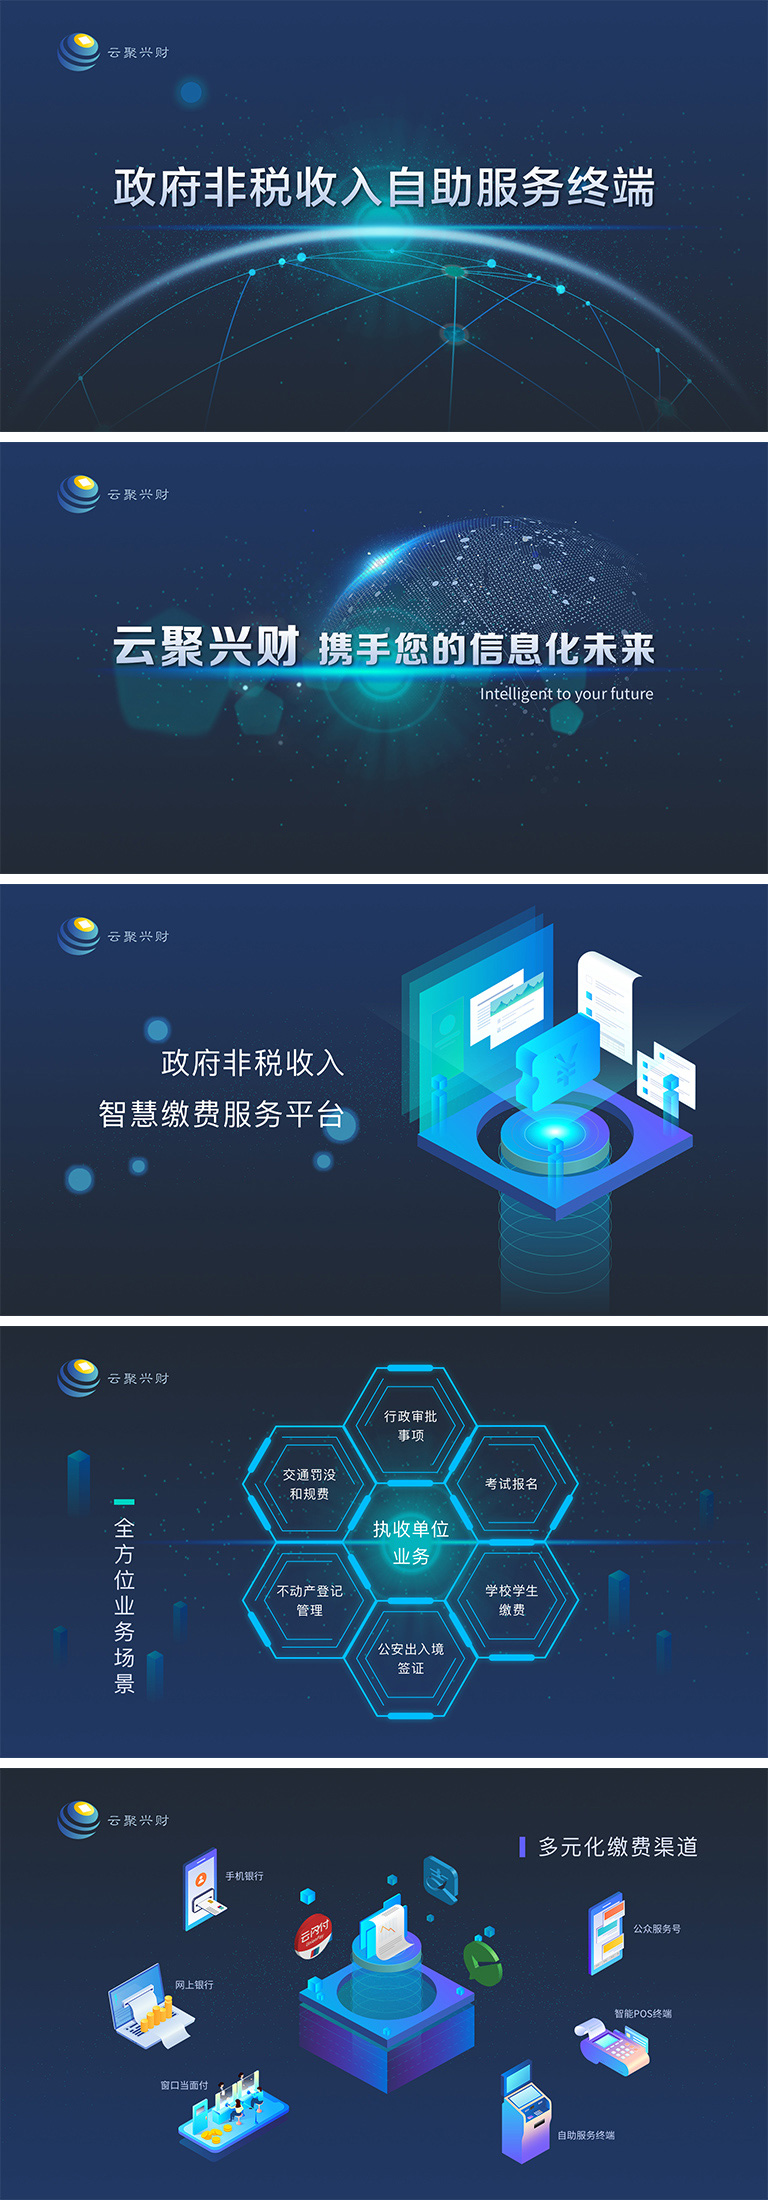 云聚兴财
政府非税收入自助服务终端
云聚兴财
云聚兴财 携手您的信息化未来
Intelligent to your future
云聚兴财
政府非税收入
智慧缴费服务平台
云聚兴财
全方位业务场景
行政审批
事项
交通罚没
和规费
考试报名
执收单位
业务
不动产登记
管理
学校学生
缴费
公安出入境
签证
云聚兴财
多元化缴费渠道
手机银行
云闪付
支
公众服务号
网上银行
智能POS终端
窗口当面付
自助服务终端